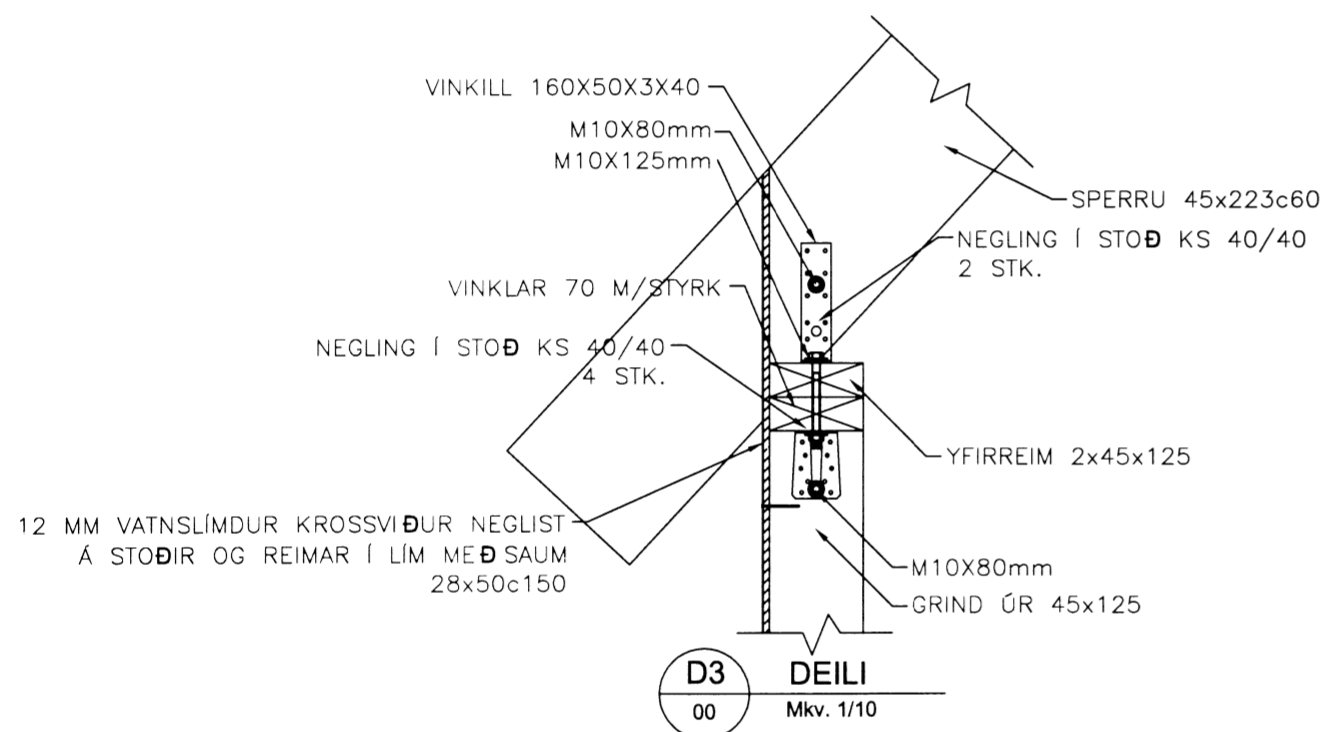 VINKILL 160X50X3X40
M10X80mm
M10X125mm
SPERRU 45x223c60
NEGLING Í STOÐ KS 40/40
2 STK.
VINKLAR 70 M/STYRK
NEGLING Í STOÐ KS 40/40
4 STK.
YFIRREIM 2x45x125
12 MM VATNSLÍMDUR KROSSVIÐUR NEGLIST
Á STOÐIR OG REIMAR Í LÍM MEÐ SAUM
28x50c150
M10X80mm
GRIND ÚR 45x125
D3 DEILI
00 Mkv. 1/10